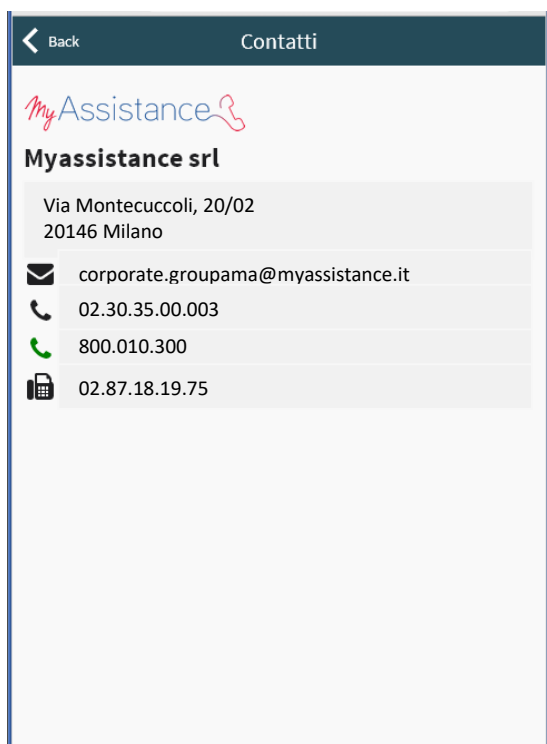 Back
Contatti
MyAssistance
Myassistance srl
Via Montecuccoli, 20/02
20146 Milano
corporate.groupama@myassistance.it
02.30.35.00.003
800.010.300
02.87.18.19.75